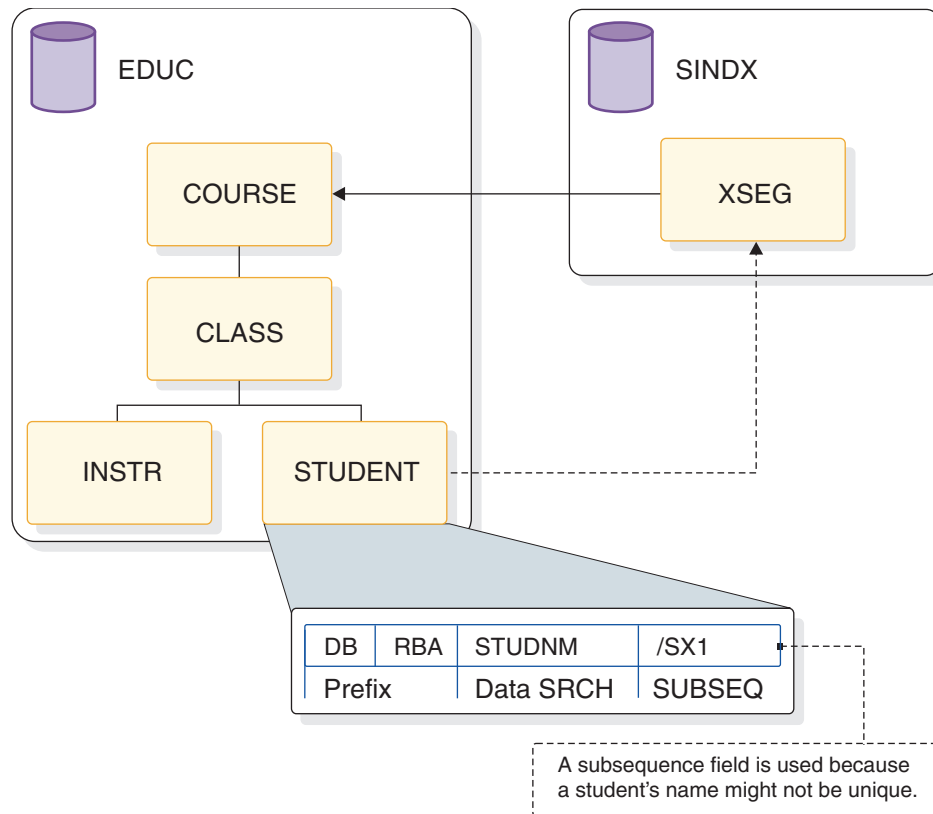 EDUC
SINDX
COURSE
XSEG
CLASS
INSTR
STUDENT
DB RBA STUDNM /SX1
Prefix Data SRCH SUBSEQ
A subsequence field is used because
a student's name might not be unique.